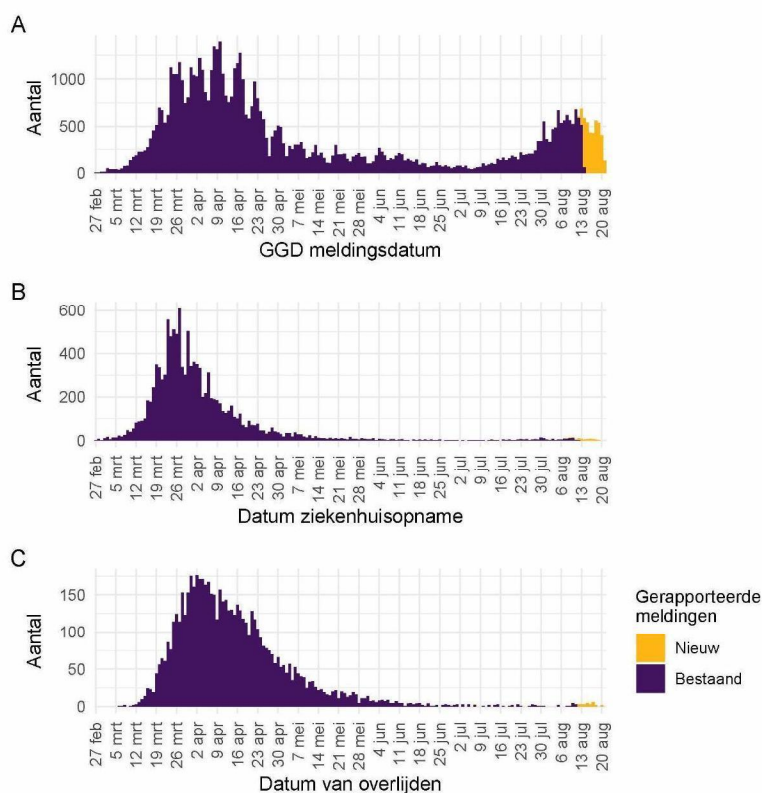 A
Aantal
1000
500
0
27 feb
5 mrt
12 mrt
19 mrt
26 mrt
2 apr
9 apr
16 apr
23 apr
30 apr
7 mei
14 mei
21 mei
28 mei
4 jun
11 jun
18 jun
25 jun
2 jul
9 jul
16 jul
23 jul
30 jul
6 aug
13 aug
20 aug
GGD meldingsdatum
B
Aantal
600
400
200
0
27 feb
5 mrt
12 mrt
19 mrt
26 mrt
2 apr
9 apr
16 apr
23 apr
30 apr
7 mei
14 mei
21 mei
28 mei
4 jun
11 jun
18 jun
25 jun
2 jul
9 jul
16 jul
23 jul
30 jul
6 aug
13 aug
20 aug
Datum ziekenhuisopname
C
Aantal
150
100
50
0
27 feb
5 mrt
12 mrt
19 mrt
26 mrt
2 apr
9 apr
16 apr
23 apr
30 apr
7 mei
14 mei
21 mei
28 mei
4 jun
11 jun
18 jun
25 jun
2 jul
9 jul
16 jul
23 jul
30 jul
6 aug
13 aug
20 aug
Datum van overlijden
Gerapporteerde
meldingen
Nieuw
Bestaand